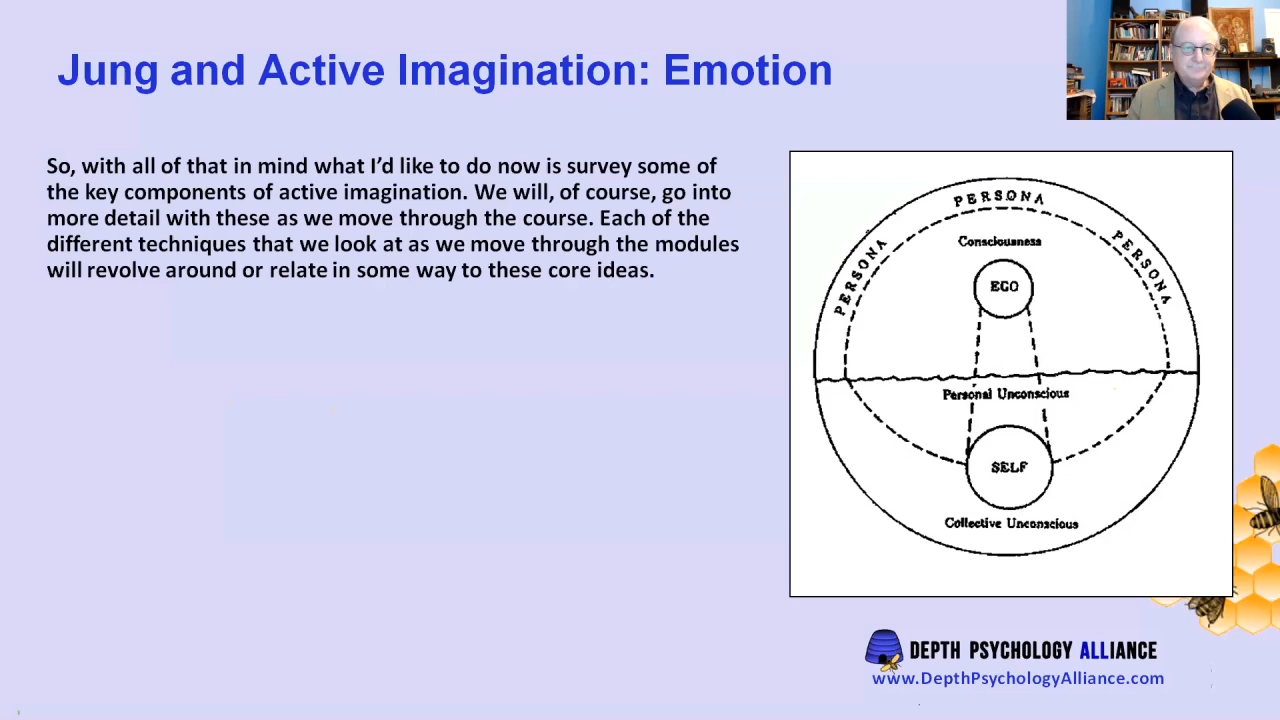 Jung and Active Imagination: Emotion
So, with all of that in mind what I’d like to do now is survey some of
the key components of active imagination. We will, of course, go into
more detail with these as we move through the course. Each of the
different techniques that we look at as we move through the modules
will revolve around or relate in some way to these core ideas.
PERSONA
PERSONA
PERSONA
Consciousness
EGO
Personal Unconscious
SELF
Collective Unconscious
DEPTH PSYCHOLOGY ALLIANCE
www.DepthPsychologyAlliance.com